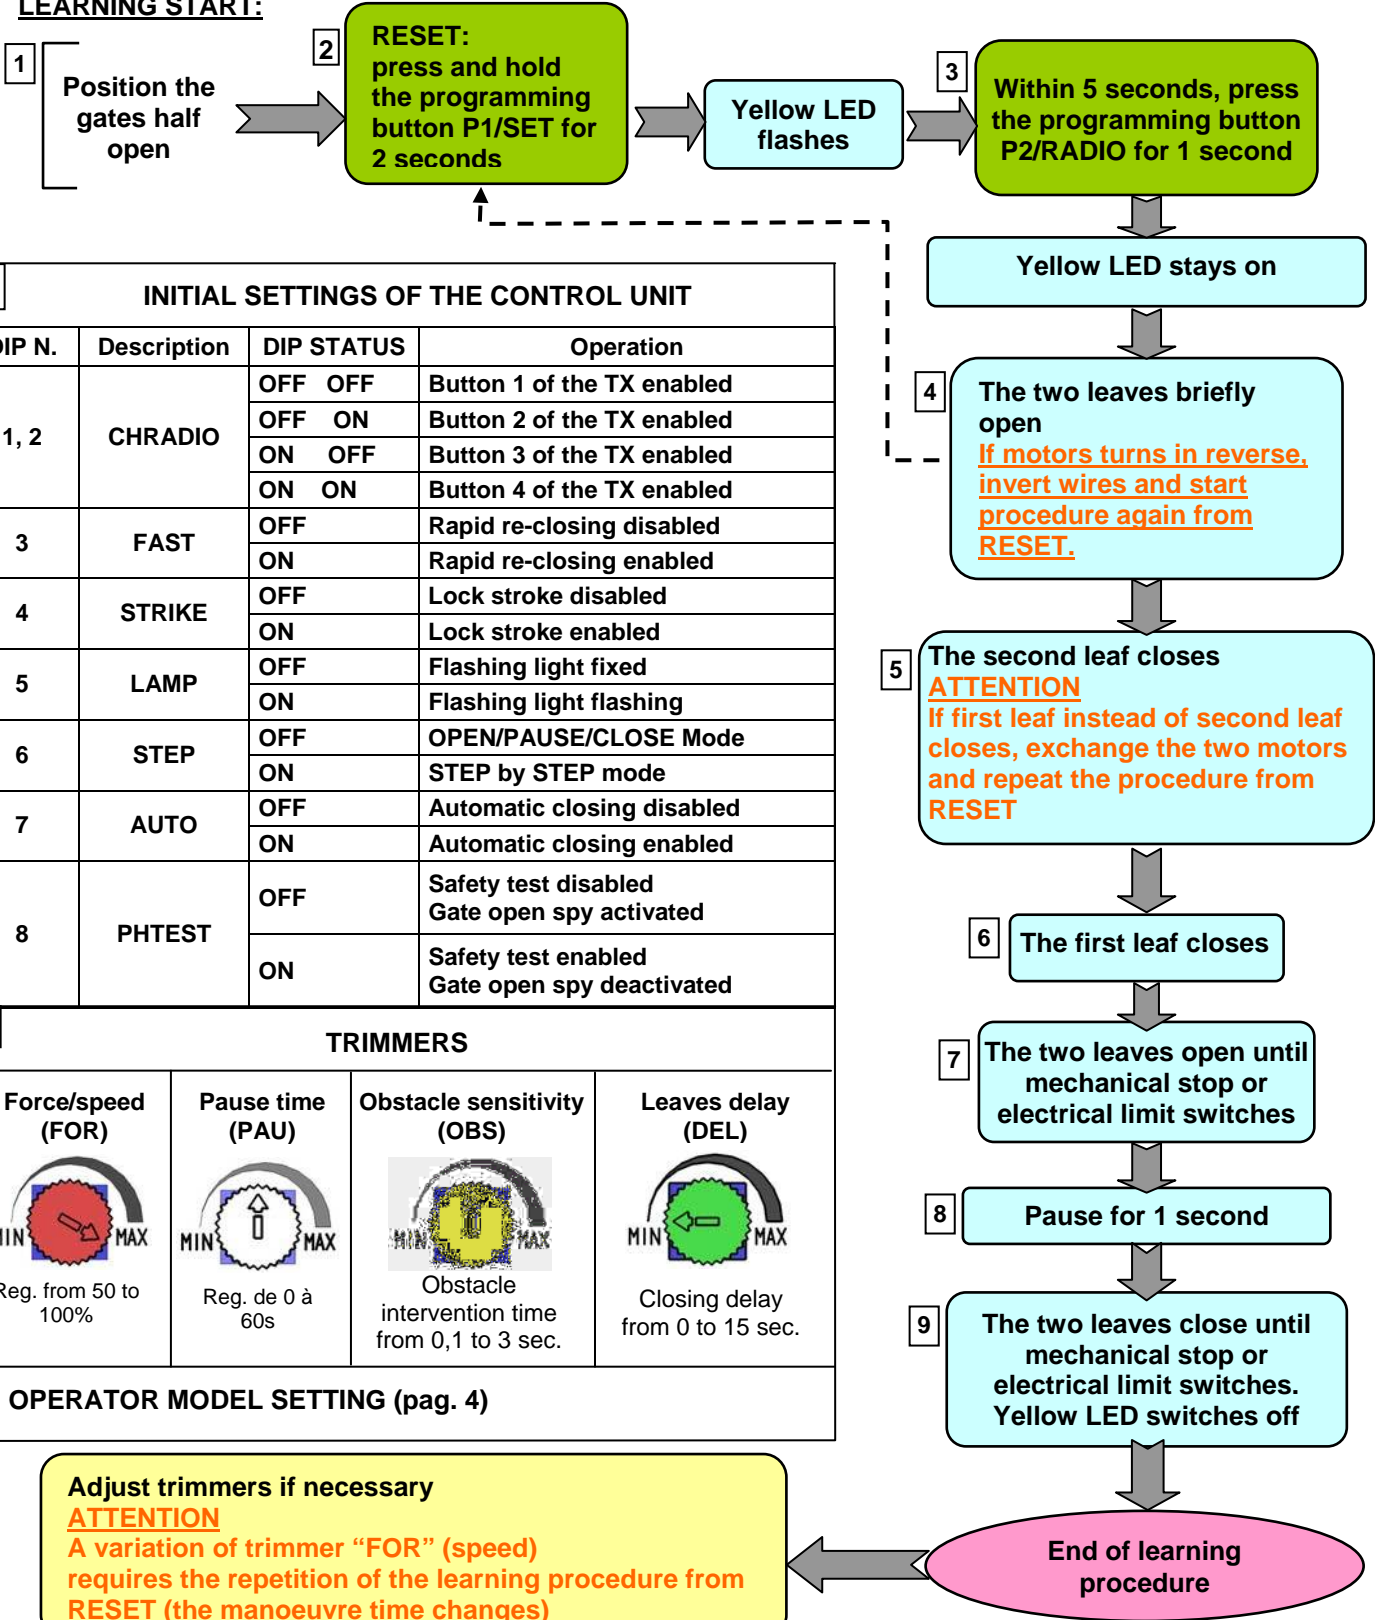 LEARNING START:
1
Position the
gates half
open
2
RESET:
press and hold
the programming
button P1/SET for
2 seconds
Yellow LED
flashes
3
Within 5 seconds, press
the programming button
P2/RADIO for 1 second
Yellow LED stays on
4
The two leaves briefly
open
If motors turns in reverse,
invert wires and start
procedure again from
RESET.
5
The second leaf closes
ATTENTION
If first leaf instead of second leaf
closes, exchange the two motors
and repeat the procedure from
RESET
6
The first leaf closes
7
The two leaves open until
mechanical stop or
electrical limit switches
8
Pause for 1 second
9
The two leaves close until
mechanical stop or
electrical limit switches.
Yellow LED switches off
End of learning
procedure
INITIAL SETTINGS OF THE CONTROL UNIT
DIP N. Description DIP STATUS Operation
1, 2 CHRADIO
OFF OFF Button 1 of the TX enabled
OFF ON Button 2 of the TX enabled
ON OFF Button 3 of the TX enabled
ON ON Button 4 of the TX enabled
3 FAST
OFF Rapid re-closing disabled
ON Rapid re-closing enabled
4 STRIKE
OFF Lock stroke disabled
ON Lock stroke enabled
5 LAMP
OFF Flashing light fixed
ON Flashing light flashing
6 STEP
OFF OPEN/PAUSE/CLOSE Mode
ON STEP by STEP mode
7 AUTO
OFF Automatic closing disabled
ON Automatic closing enabled
8 PHTEST
OFF Safety test disabled
Gate open spy activated
ON Safety test enabled
Gate open spy deactivated
TRIMMERS
Force/speed
(FOR)
MIN MAX
Reg. from 50 to
100%
Pause time
(PAU)
MIN MAX
Reg. de 0 à
60s
Obstacle sensitivity
(OBS)
MIN MAX
Obstacle
intervention time
from 0,1 to 3 sec.
Leaves delay
(DEL)
MIN MAX
Closing delay
from 0 to 15 sec.
OPERATOR MODEL SETTING (pag. 4)
Adjust trimmers if necessary
ATTENTION
A variation of trimmer “FOR” (speed)
requires the repetition of the learning procedure from
RESET (the manoeuvre time changes)